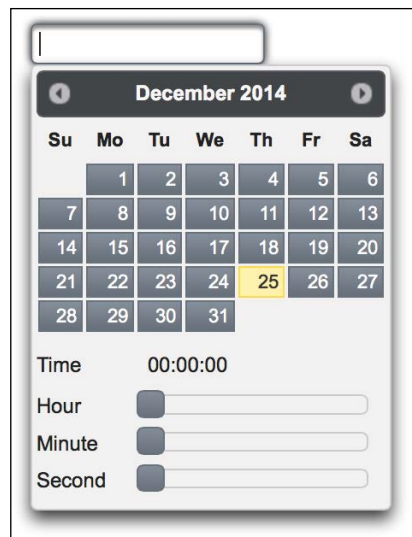 December 2014
Su Mo Tu We Th Fr Sa
1 2 3 4 5 6
7 8 9 10 11 12 13
14 15 16 17 18 19 20
21 22 23 24 25 26 27
28 29 30 31
Time 00:00:00
Hour
Minute
Second